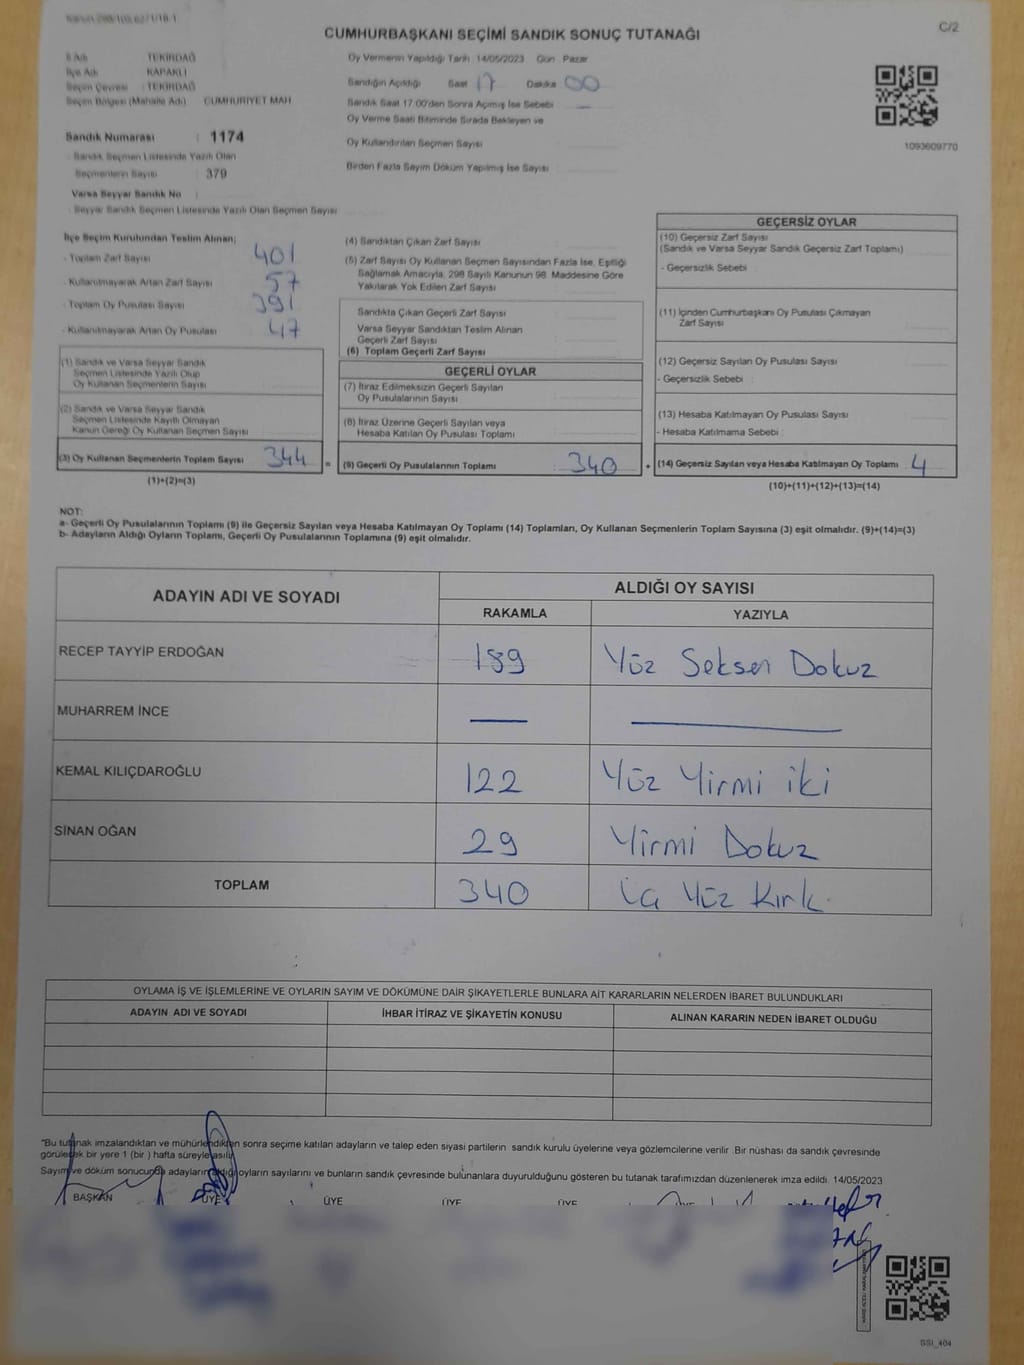 CUMHURBAŞKANI SEÇİMİ SANDIK SONUÇ TUTANAĞI
C/2
İl Adı : TEKİRDAĞ
İlçe Adı : KAPAKLI
Seçim Çevresi : TEKİRDAĞ
Seçim Bölgesi (Mahalle Adı) : CUMHURİYET MAH
Sandık Numarası : 1174
- Sandık Seçmen Listesinde Yazılı Olan
Seçmenlerin Sayısı : 379
Varsa Seyyar Sandık No :
- Seyyar Sandık Seçmen Listesinde Yazılı Olan Seçmen Sayısı
Oy Vermenin Yapıldığı Tarih 14/05/2023 Gün Pazar
Sandığın Açıldığı Saat 17 Dakika 00
Sandık Saat 17:00'den Sonra Açılmış İse Sebebi
Oy Verme Saati Bitiminde Sırada Bekleyen ve
Oy Kullandırılan Seçmen Sayısı
Birden Fazla Sayım Döküm Yapılmış İse Sayısı
1093609770
İlçe Seçim Kurulundan Teslim Alınan;
- Toplam Zarf Sayısı 401
- Kullanılmayarak Artan Zarf Sayısı 57
- Toplam Oy Pusulası Sayısı 391
- Kullanılmayarak Artan Oy Pusulası 47
(1) Sandık ve Varsa Seyyar Sandık
Seçmen Listesinde Yazılı Olup
Oy Kullanan Seçmenlerin Sayısı
(2) Sandık ve Varsa Seyyar Sandık
Seçmen Listesinde Kayıtlı Olmayan
Kanun Gereği Oy Kullanan Seçmen Sayısı
(3) Oy Kullanan Seçmenlerin Toplam Sayısı 344 =
(1)+(2)=(3)
(4) Sandıktan Çıkan Zarf Sayısı
(5) Zarf Sayısı Oy Kullanan Seçmen Sayısından Fazla İse, Eşitliği
Sağlamak Amacıyla, 298 Sayılı Kanunun 98. Maddesine Göre
Yakılarak Yok Edilen Zarf Sayısı
Sandıkta Çıkan Geçerli Zarf Sayısı
Varsa Seyyar Sandıktan Teslim Alınan
Geçerli Zarf Sayısı
(6) Toplam Geçerli Zarf Sayısı
GEÇERLİ OYLAR
(7) İtiraz Edilmeksizin Geçerli Sayılan
Oy Pusulalarının Sayısı
(8) İtiraz Üzerine Geçerli Sayılan veya
Hesaba Katılan Oy Pusulası Toplamı
(9) Geçerli Oy Pusulalarının Toplamı : 340 +
GEÇERSİZ OYLAR
(10) Geçersiz Zarf Sayısı
(Sandık ve Varsa Seyyar Sandık Geçersiz Zarf Toplamı)
- Geçersizlik Sebebi :
(11) İçinden Cumhurbaşkanı Oy Pusulası Çıkmayan
Zarf Sayısı
(12) Geçersiz Sayılan Oy Pusulası Sayısı
- Geçersizlik Sebebi :
(13) Hesaba Katılmayan Oy Pusulası Sayısı
- Hesaba Katılmama Sebebi :
(14) Geçersiz Sayılan veya Hesaba Katılmayan Oy Toplamı 4
(10)+(11)+(12)+(13)=(14)
NOT:
a- Geçerli Oy Pusulalarının Toplamı (9) ile Geçersiz Sayılan veya Hesaba Katılmayan Oy Toplamı (14) Toplamları, Oy Kullanan Seçmenlerin Toplam Sayısına (3) eşit olmalıdır. (9)+(14)=(3)
b- Adayların Aldığı Oyların Toplamı, Geçerli Oy Pusulalarının Toplamına (9) eşit olmalıdır.
ADAYIN ADI VE SOYADI ALDIĞI OY SAYISI
RAKAMLA YAZIYLA
RECEP TAYYİP ERDOĞAN 189 Yüz Seksen Dokuz
MUHARREM İNCE
KEMAL KILIÇDAROĞLU 122 Yüz Yirmi iki
SİNAN OĞAN 29 Yirmi Dokuz
TOPLAM 340 Üç Yüz Kırk
OYLAMA İŞ VE İŞLEMLERİNE VE OYLARIN SAYIM VE DÖKÜMÜNE DAİR ŞİKAYETLERLE BUNLARA AİT KARARLARIN NELERDEN İBARET BULUNDUKLARI
ADAYIN ADI VE SOYADI İHBAR İTİRAZ VE ŞİKAYETİN KONUSU ALINAN KARARIN NEDEN İBARET OLDUĞU
"Bu tutanak imzalandıktan ve mühürlendikten sonra seçime katılan adayların ve talep eden siyasi partilerin sandık kurulu üyelerine veya gözlemcilerine verilir .Bir nüshası da sandık çevresinde
görülecek bir yere 1 (bir ) hafta süreyle asılır.
Sayım ve döküm sonucunda adayların aldığı oyların sayılarını ve bunların sandık çevresinde bulunanlara duyurulduğunu gösteren bu tutanak tarafımızdan düzenlenerek imza edildi. 14/05/2023
BAŞKAN ÜYE ÜYE ÜYE ÜYE ÜYE
SSI_404